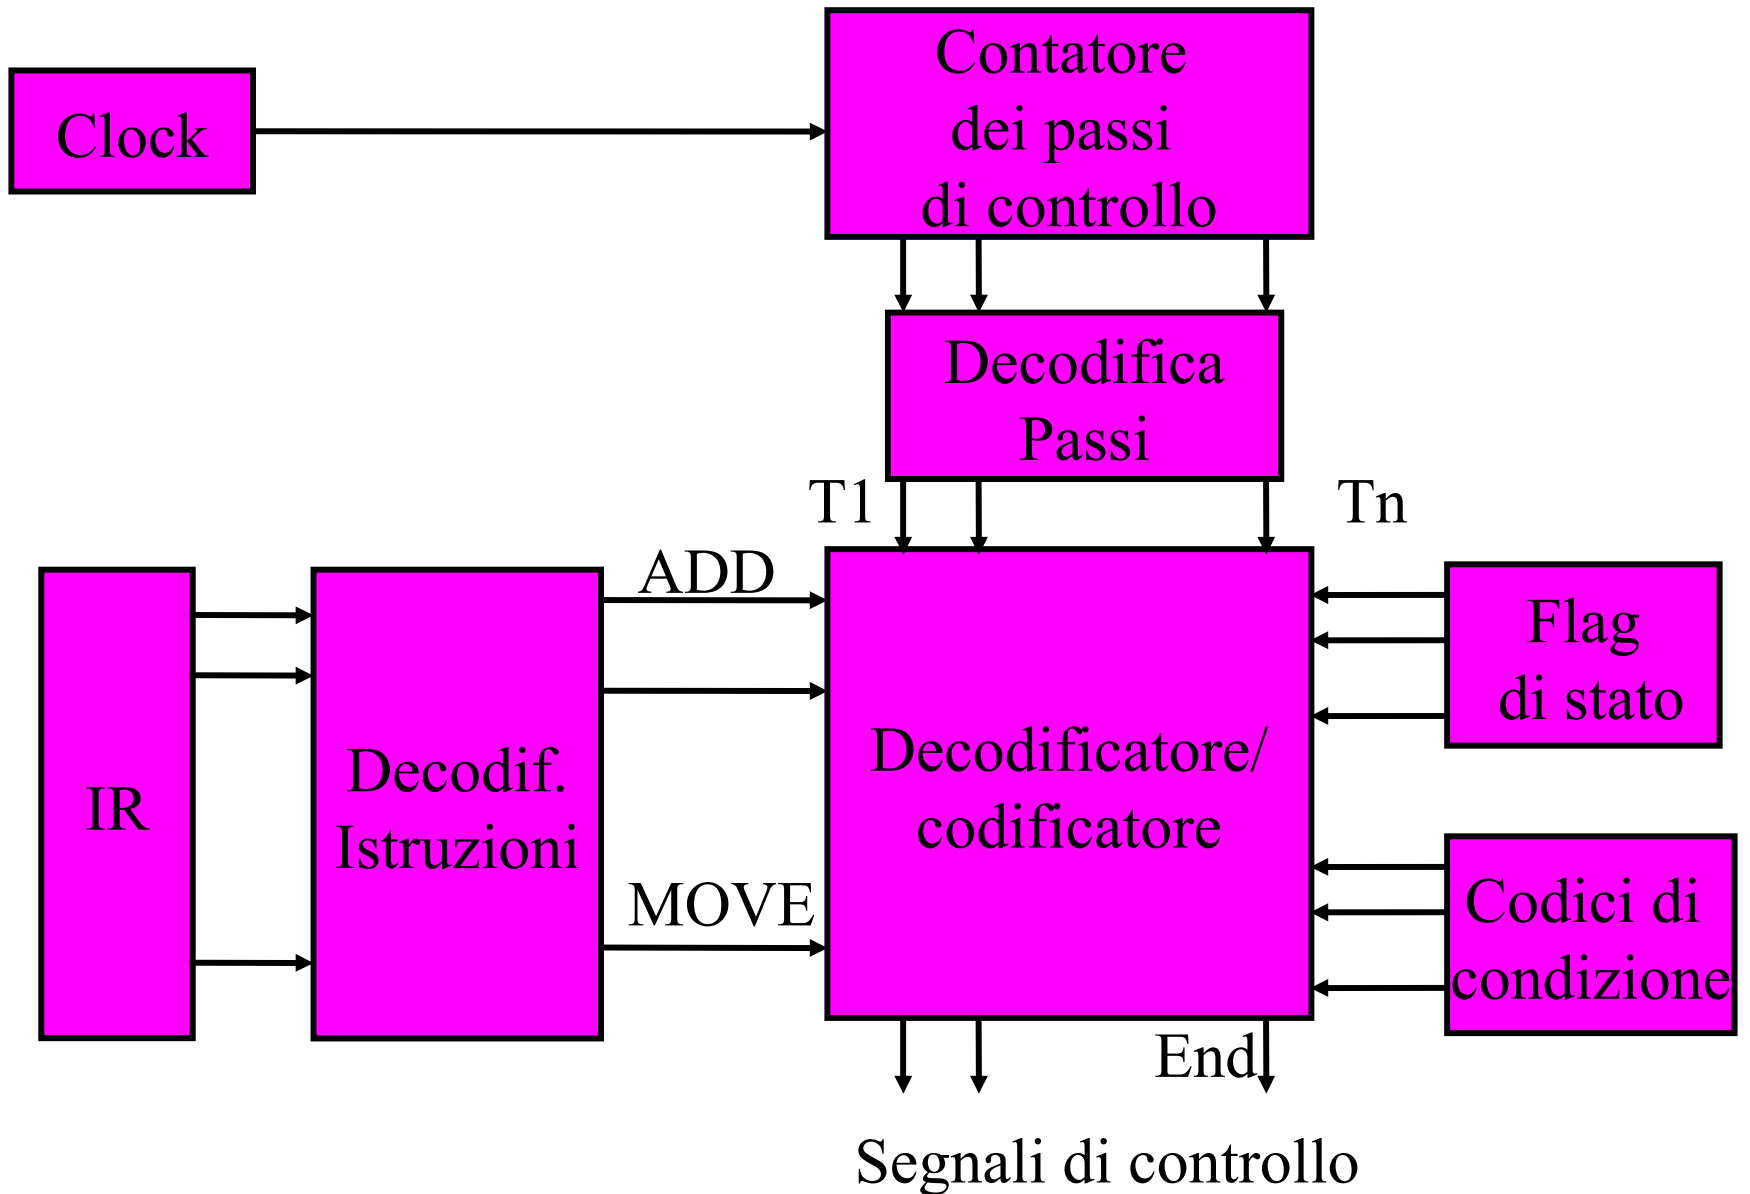 Clock
Contatore
dei passi
di controllo
Decodifica
Passi
T1
Tn
IR
Decodif.
Istruzioni
ADD
MOVE
Decodificatore/
codificatore
Flag
di stato
Codici di
condizione
End
Segnali di controllo